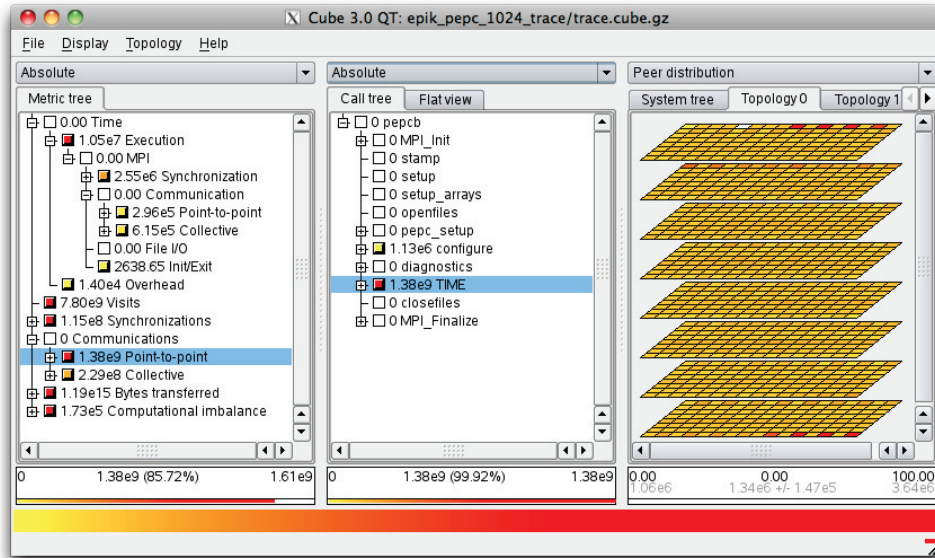 Cube 3.0 QT: epik_pepc_1024_trace/trace.cube.gz
File Display Topology Help
Absolute
Metric tree
0.00 Time
1.05e7 Execution
0.00 MPI
2.55e6 Synchronization
0.00 Communication
2.96e5 Point-to-point
6.15e5 Collective
0.00 File I/O
2638.65 Init/Exit
1.40e4 Overhead
7.80e9 Visits
1.15e8 Synchronizations
0 Communications
1.38e9 Point-to-point
2.29e8 Collective
1.19e15 Bytes transferred
1.73e5 Computational imbalance
0 1.38e9 (85.72%) 1.61e9
Absolute
Call tree Flat view
0 pepcb
0 MPI_Init
0 stamp
0 setup
0 setup_arrays
0 openfiles
0 pepc_setup
1.13e6 configure
0 diagnostics
1.38e9 TIME
0 closefiles
0 MPI_Finalize
0 1.38e9 (99.92%) 1.38e9
Peer distribution
System tree Topology 0 Topology 1
0.00 0.00 100.00
1.06e6 1.34e6 +/- 1.47e5 3.64e6